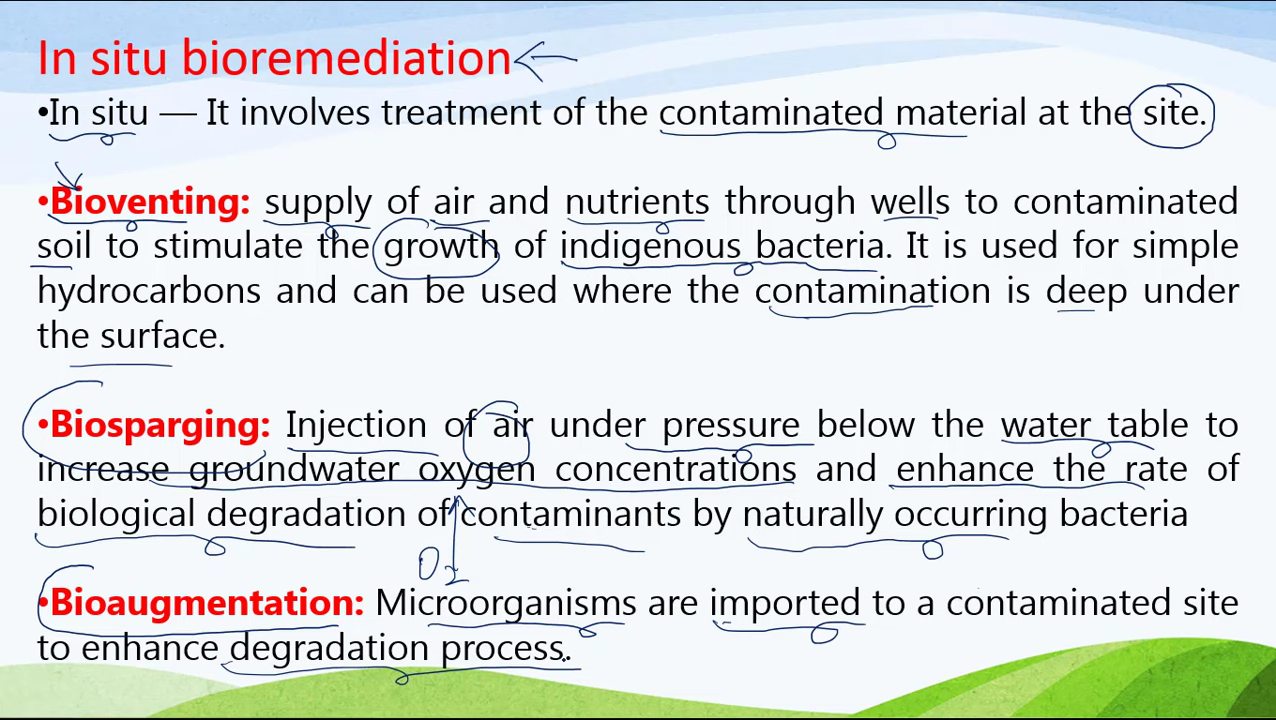 In situ bioremediation
•In situ — It involves treatment of the contaminated material at the site.
•Bioventing: supply of air and nutrients through wells to contaminated
soil to stimulate the growth of indigenous bacteria. It is used for simple
hydrocarbons and can be used where the contamination is deep under
the surface.
•Biosparging: Injection of air under pressure below the water table to
increase groundwater oxygen concentrations and enhance the rate of
biological degradation of contaminants by naturally occurring bacteria
O2
•Bioaugmentation: Microorganisms are imported to a contaminated site
to enhance degradation process.